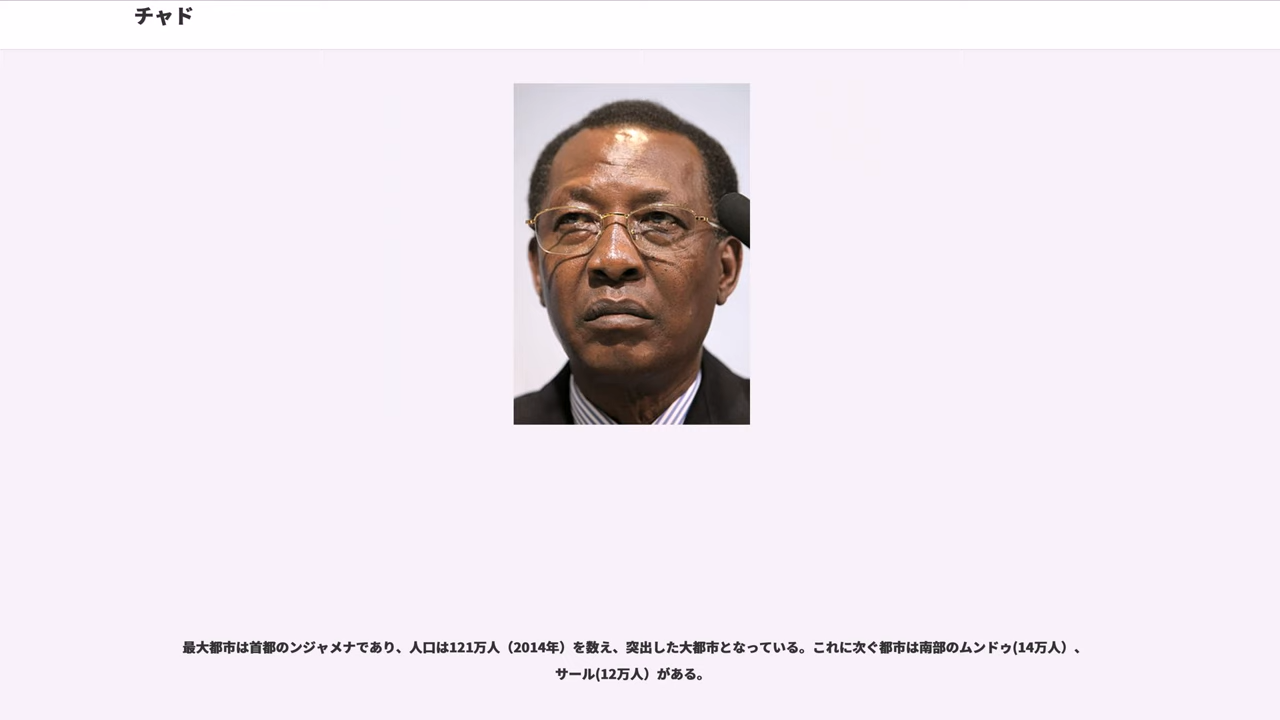 チャド
最大都市は首都のンジャメナであり、人口は121万人（2014年）を数え、突出した大都市となっている。これに次ぐ都市は南部のムンドゥ(14万人）、
サール(12万人）がある。